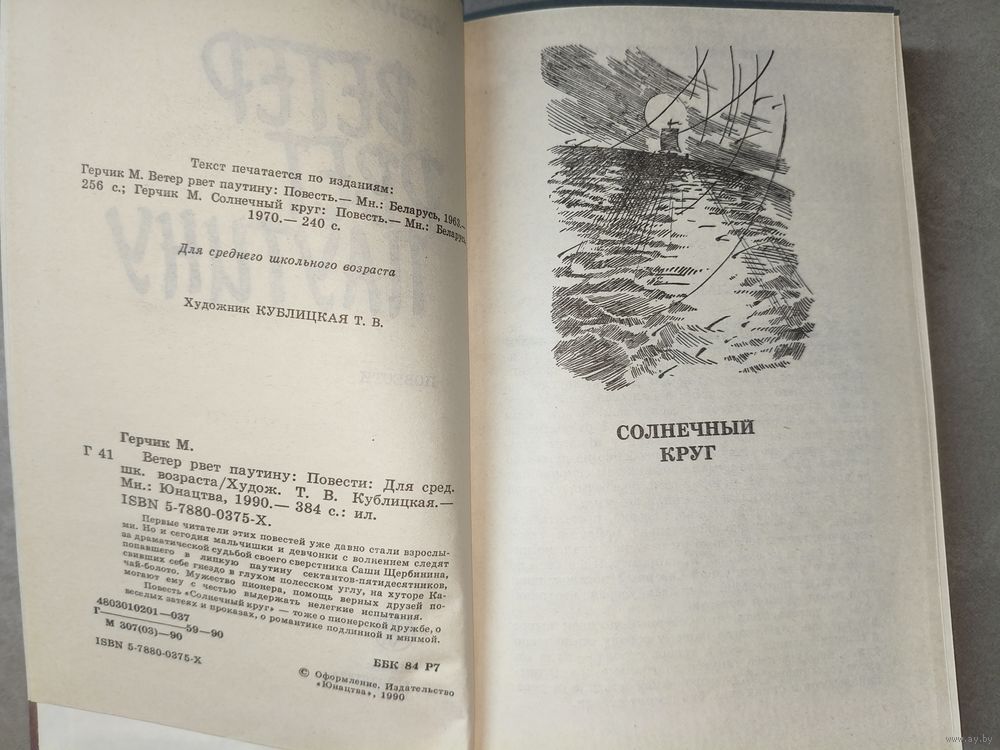 Текст печатается по изданиям:
Герчик М. Ветер рвет паутину: Повесть.— Мн.: Беларусь, 1963.—
256 с.; Герчик М. Солнечный круг: Повесть.— Мн.: Беларусь,
1970.— 240 с.
Для среднего школьного возраста
Художник КУБЛИЦКАЯ Т. В.
Герчик М.
Г 41 Ветер рвет паутину: Повести: Для сред.
шк. возраста/Худож. Т. В. Кублицкая.—
Мн.: Юнацтва, 1990.— 384 с.: ил.
ISBN 5-7880-0375-X.
Первые читатели этих повестей уже давно стали взрослы-
ми. Но и сегодня мальчишки и девчонки с волнением следят
за драматической судьбой своего сверстника Саши Щербинина,
попавшего в липкую паутину сектантов-пятидесятников,
свивших себе гнездо в глухом полесском углу, на хуторе Ка-
чай-болото. Мужество пионера, помощь верных друзей по-
могают ему с честью выдержать нелегкие испытания.
Повесть «Солнечный круг» — тоже о пионерской дружбе, о
веселых затеях и проказах, о романтике подлинной и мнимой.
4803010201—037
Г 59—90
М 307(03)—90
ISBN 5-7880-0375-X
ББК 84 Р7
© Оформление. Издательство
«Юнацтва», 1990
СОЛНЕЧНЫЙ
КРУГ
www.ay.by